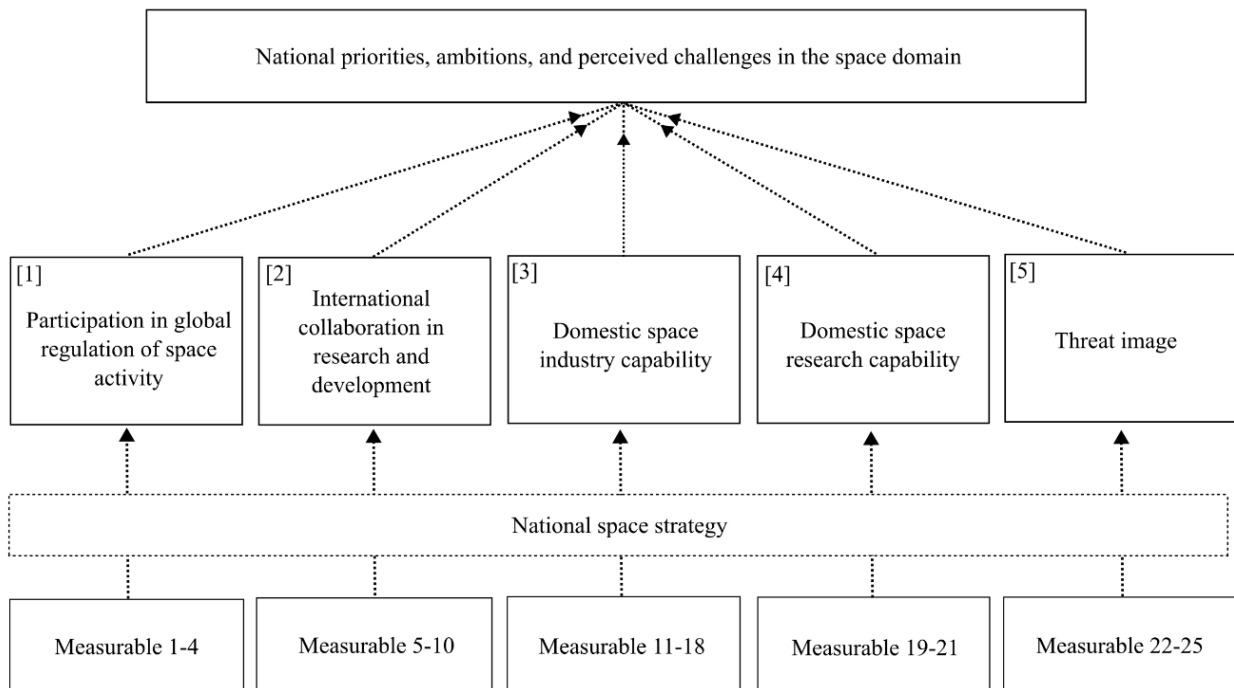 National priorities, ambitions, and perceived challenges in the space domain
[1]
Participation in global
regulation of space
activity
[2]
International
collaboration in
research and
development
[3]
Domestic space
industry capability
[4]
Domestic space
research capability
[5]
Threat image
National space strategy
Measurable 1-4
Measurable 5-10
Measurable 11-18
Measurable 19-21
Measurable 22-25